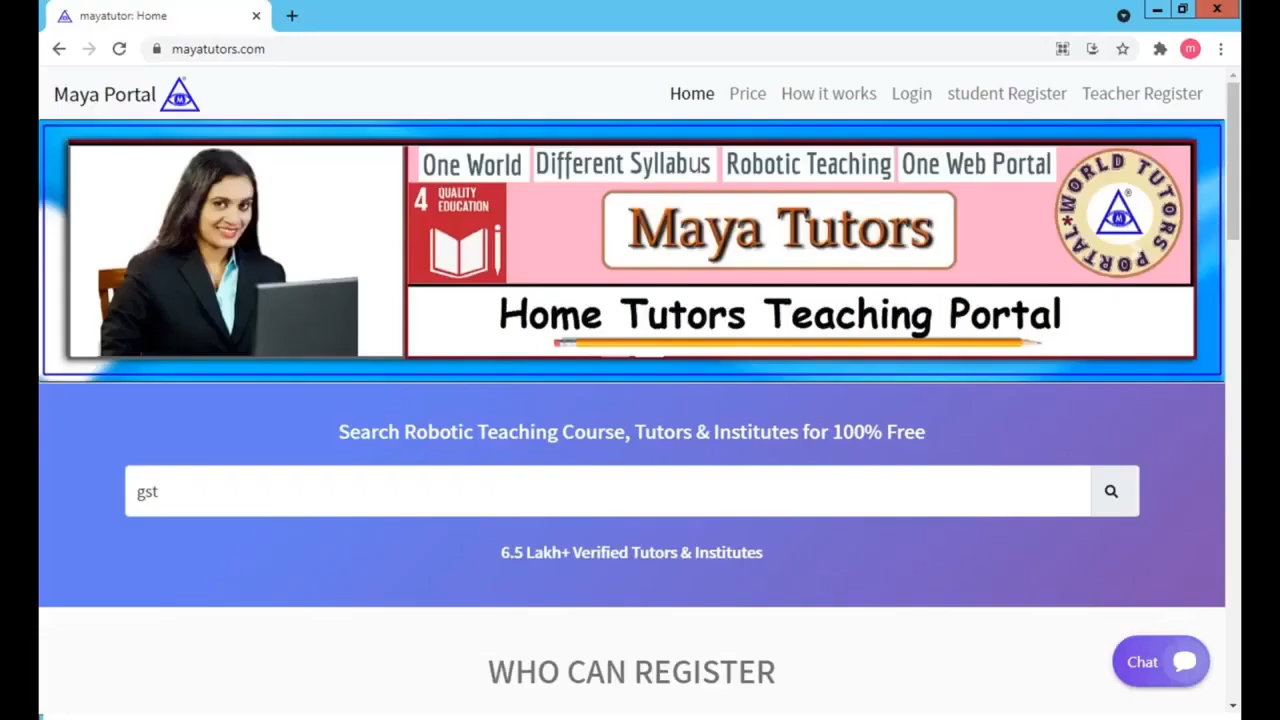 mayatutor: Home
mayatutors.com
m
Maya Portal
M
Home Price How it works Login student Register Teacher Register
One World Different Syllabus Robotic Teaching One Web Portal
4 QUALITY EDUCATION
Maya Tutors
WORLD TUTORS PORTAL*
M
Home Tutors Teaching Portal
Search Robotic Teaching Course, Tutors & Institutes for 100% Free
gst
6.5 Lakh+ Verified Tutors & Institutes
WHO CAN REGISTER
Chat